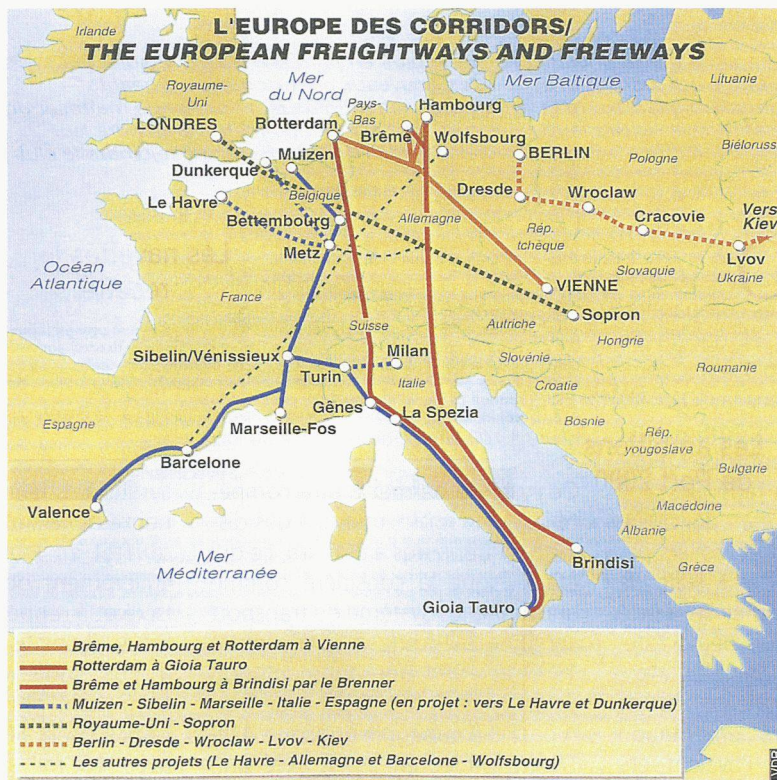 L'EUROPE DES CORRIDORS/
THE EUROPEAN FREIGHTWAYS AND FREEWAYS
Irlande
Mer
du Nord
Mer Baltique
Lituanie
Royaume-
Uni
Pays-
Bas
Hambourg
LONDRES
Rotterdam
Brême
Wolfsbourg
Biélorussie
Muizen
BERLIN
Pologne
Dunkerque
Belgique
Le Havre
Dresde
Wroclaw
Bettembourg
Allemagne
Cracovie
Vers
Kiev
Metz
Rép.
tchèque
Lvov
Océan
Atlantique
Slovaquie
Ukraine
France
VIENNE
Sopron
Suisse
Autriche
Hongrie
Sibelin/Vénissieux
Milan
Slovénie
Turin
Italie
Croatie
Roumanie
Gênes
La Spezia
Espagne
Marseille-Fos
Bosnie
Rép.
yougoslave
Barcelone
Bulgarie
Valence
Macédoine
Albanie
Mer
Méditerranée
Brindisi
Grèce
Gioia Tauro
Brême, Hambourg et Rotterdam à Vienne
Rotterdam à Gioia Tauro
Brême et Hambourg à Brindisi par le Brenner
Muizen - Sibelin - Marseille - Italie - Espagne (en projet : vers Le Havre et Dunkerque)
Royaume-Uni - Sopron
Berlin - Dresde - Wroclaw - Lvov - Kiev
Les autres projets (Le Havre - Allemagne et Barcelone - Wolfsbourg)